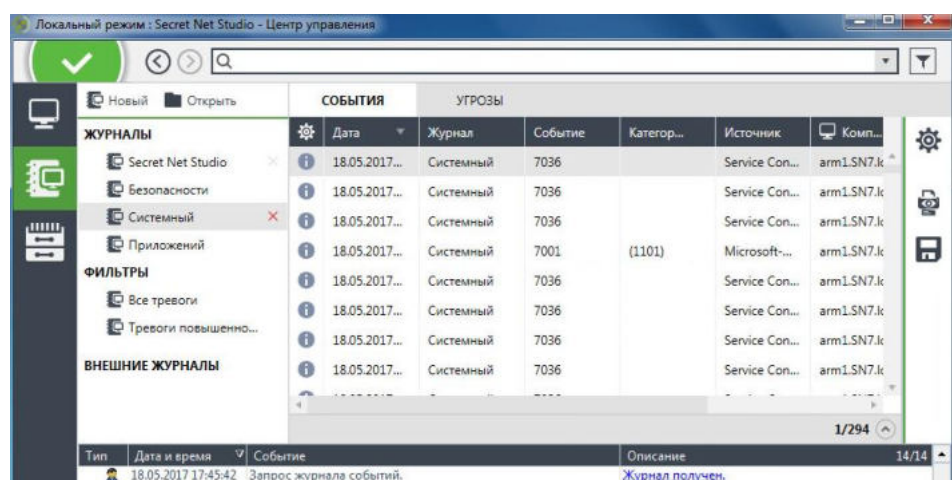 Локальный режим : Secret Net Studio - Центр управления
Новый Открыть
СОБЫТИЯ УГРОЗЫ
ЖУРНАЛЫ
Secret Net Studio
Безопасности
Системный
Приложений
ФИЛЬТРЫ
Все тревоги
Тревоги повышенно...
ВНЕШНИЕ ЖУРНАЛЫ
Дата Журнал Событие Категор... Источник Комп...
18.05.2017... Системный 7036 Service Con... arm1.SN7.lc
18.05.2017... Системный 7036 Service Con... arm1.SN7.lc
18.05.2017... Системный 7036 Service Con... arm1.SN7.lc
18.05.2017... Системный 7001 (1101) Microsoft-... arm1.SN7.lc
18.05.2017... Системный 7036 Service Con... arm1.SN7.lc
18.05.2017... Системный 7036 Service Con... arm1.SN7.lc
18.05.2017... Системный 7036 Service Con... arm1.SN7.lc
18.05.2017... Системный 7036 Service Con... arm1.SN7.lc
1/294
Тип Дата и время Событие Описание 14/14
18.05.2017 17:45:42 Запрос журнала событий. Журнал получен.